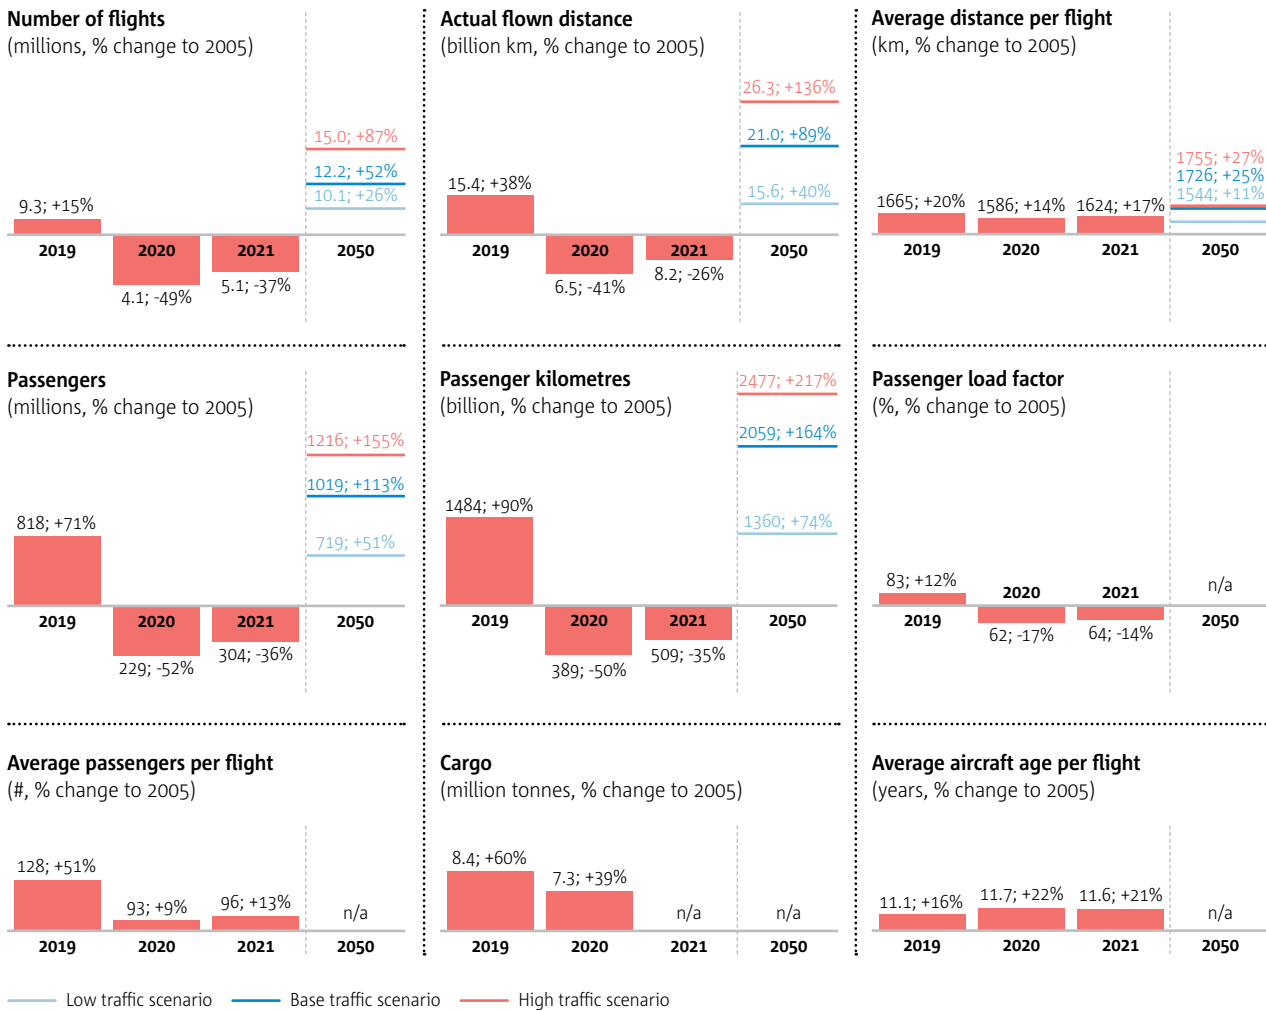 Number of flights
(millions, % change to 2005)
15.0; +87%
12.2; +52%
10.1; +26%
9.3; +15%
2019
2020
2021
2050
4.1; -49%
5.1; -37%
Actual flown distance
(billion km, % change to 2005)
26.3; +136%
21.0; +89%
15.6; +40%
15.4; +38%
2019
2020
2021
2050
6.5; -41%
8.2; -26%
Average distance per flight
(km, % change to 2005)
1755; +27%
1726; +25%
1544; +11%
1665; +20%
1586; +14%
1624; +17%
2019
2020
2021
2050
Passengers
(millions, % change to 2005)
1216; +155%
1019; +113%
719; +51%
818; +71%
2019
2020
2021
2050
229; -52%
304; -36%
Passenger kilometres
(billion, % change to 2005)
2477; +217%
2059; +164%
1360; +74%
1484; +90%
2019
2020
2021
2050
389; -50%
509; -35%
Passenger load factor
(%, % change to 2005)
83; +12%
2020
2021
n/a
2019
2050
62; -17%
64; -14%
Average passengers per flight
(#, % change to 2005)
128; +51%
93; +9%
96; +13%
n/a
2019
2020
2021
2050
Cargo
(million tonnes, % change to 2005)
8.4; +60%
7.3; +39%
n/a
n/a
2019
2020
2021
2050
Average aircraft age per flight
(years, % change to 2005)
11.1; +16%
11.7; +22%
11.6; +21%
n/a
2019
2020
2021
2050
Low traffic scenario
Base traffic scenario
High traffic scenario